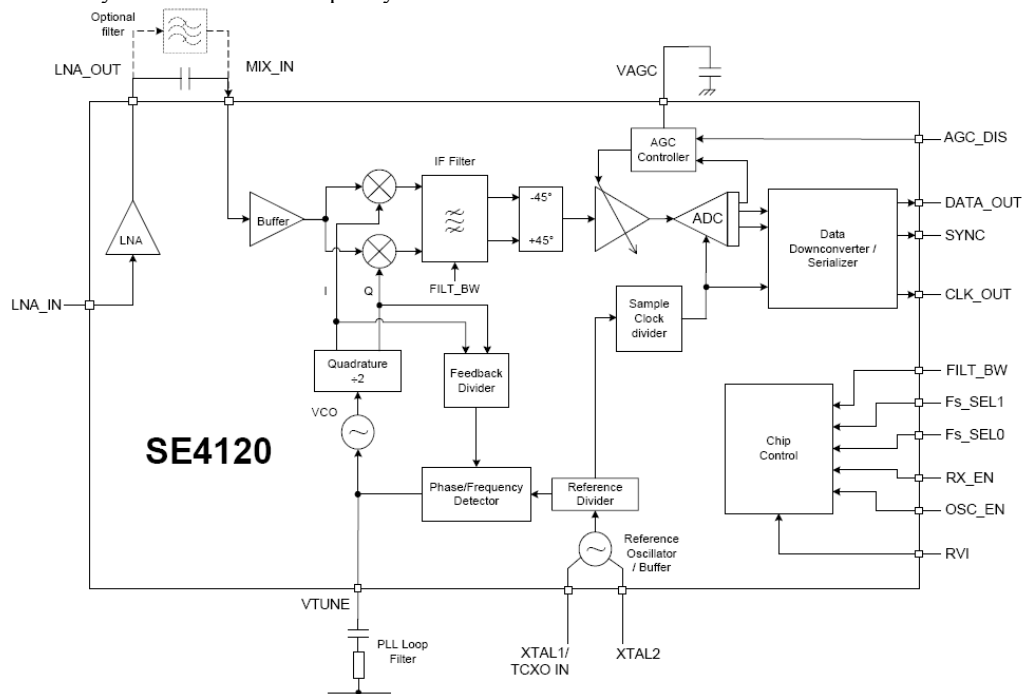 Optional
filter
LNA_OUT
MIX_IN
VAGC
AGC
Controller
AGC_DIS
IF Filter
-45°
+45°
Buffer
LNA
ADC
Data
Downconverter /
Serializer
DATA_OUT
SYNC
CLK_OUT
LNA_IN
I
Q
FILT_BW
Sample
Clock
divider
Quadrature
÷2
Feedback
Divider
VCO
SE4120
Phase/Frequency
Detector
Reference
Divider
Reference
Oscillator
/ Buffer
Chip
Control
FILT_BW
Fs_SEL1
Fs_SEL0
RX_EN
OSC_EN
RVI
VTUNE
PLL Loop
Filter
XTAL1/
TCXO IN
XTAL2